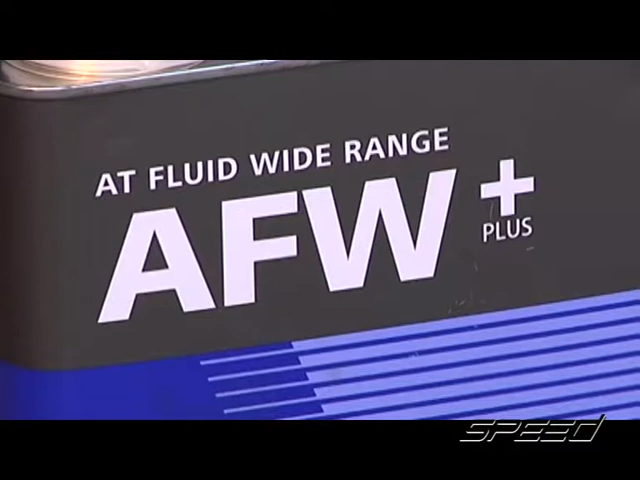 AT FLUID WIDE RANGE
AFW+
PLUS
SPEED